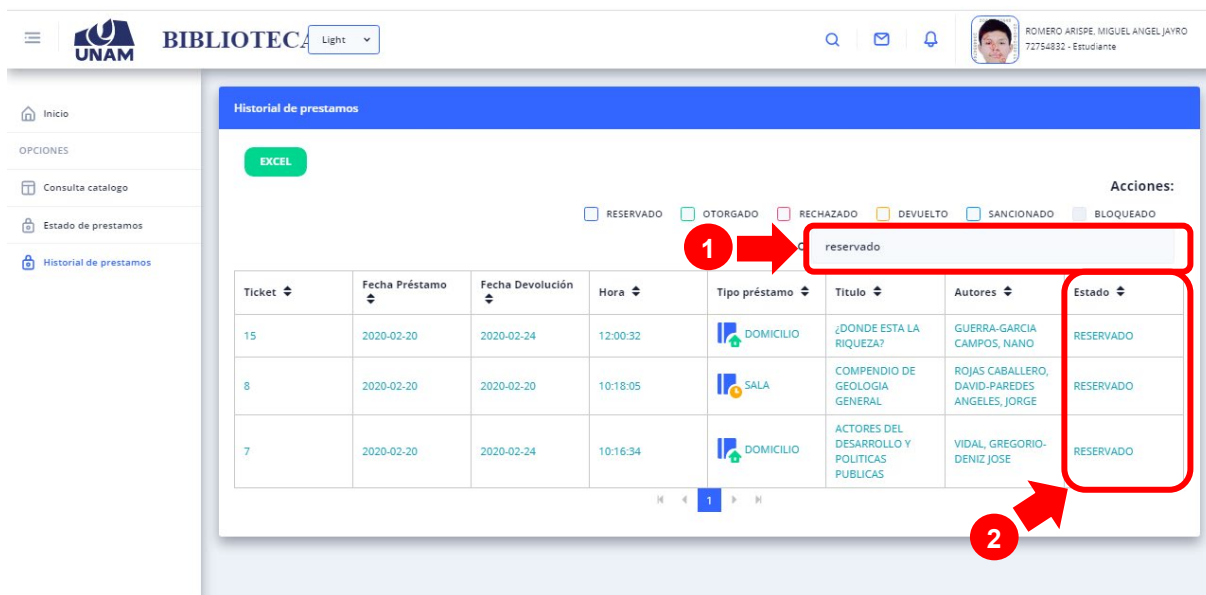 UNAM
BIBLIOTECA
Light
ROMERO ARISPE, MIGUEL ANGEL JAYRO
72754832 - Estudiante
Inicio
OPCIONES
Consulta catalogo
Estado de prestamos
Historial de prestamos
Historial de prestamos
EXCEL
Acciones:
RESERVADO OTORGADO RECHAZADO DEVUELTO SANCIONADO BLOQUEADO
1
reservado
Ticket Fecha Préstamo Fecha Devolución Hora Tipo préstamo Titulo Autores Estado
15 2020-02-20 2020-02-24 12:00:32 DOMICILIO ¿DONDE ESTA LA
RIQUEZA? GUERRA-GARCIA
CAMPOS, NANO RESERVADO
8 2020-02-20 2020-02-20 10:18:05 SALA COMPENDIO DE
GEOLOGIA
GENERAL ROJAS CABALLERO,
DAVID-PAREDES
ANGELES, JORGE RESERVADO
7 2020-02-20 2020-02-24 10:16:34 DOMICILIO ACTORES DEL
DESARROLLO Y
POLITICAS
PUBLICAS VIDAL, GREGORIO-
DENIZ JOSE RESERVADO
1
2